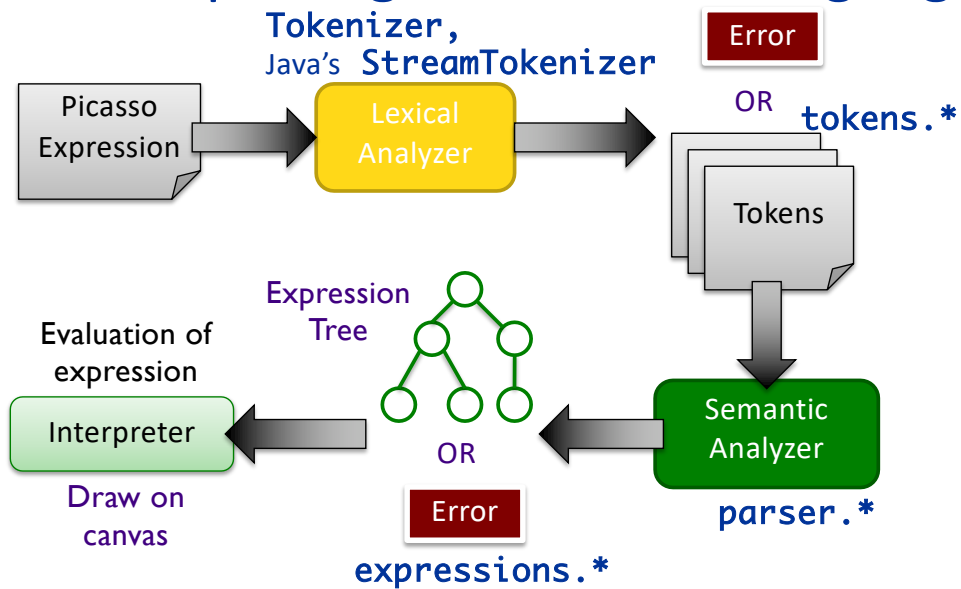 Tokenizer,
Java's StreamTokenizer
Error
Picasso
Expression
Lexical
Analyzer
OR
tokens.*
Tokens
Expression
Tree
Evaluation of
expression
Interpreter
Semantic
Analyzer
OR
Draw on
canvas
Error
parser.*
expressions.*